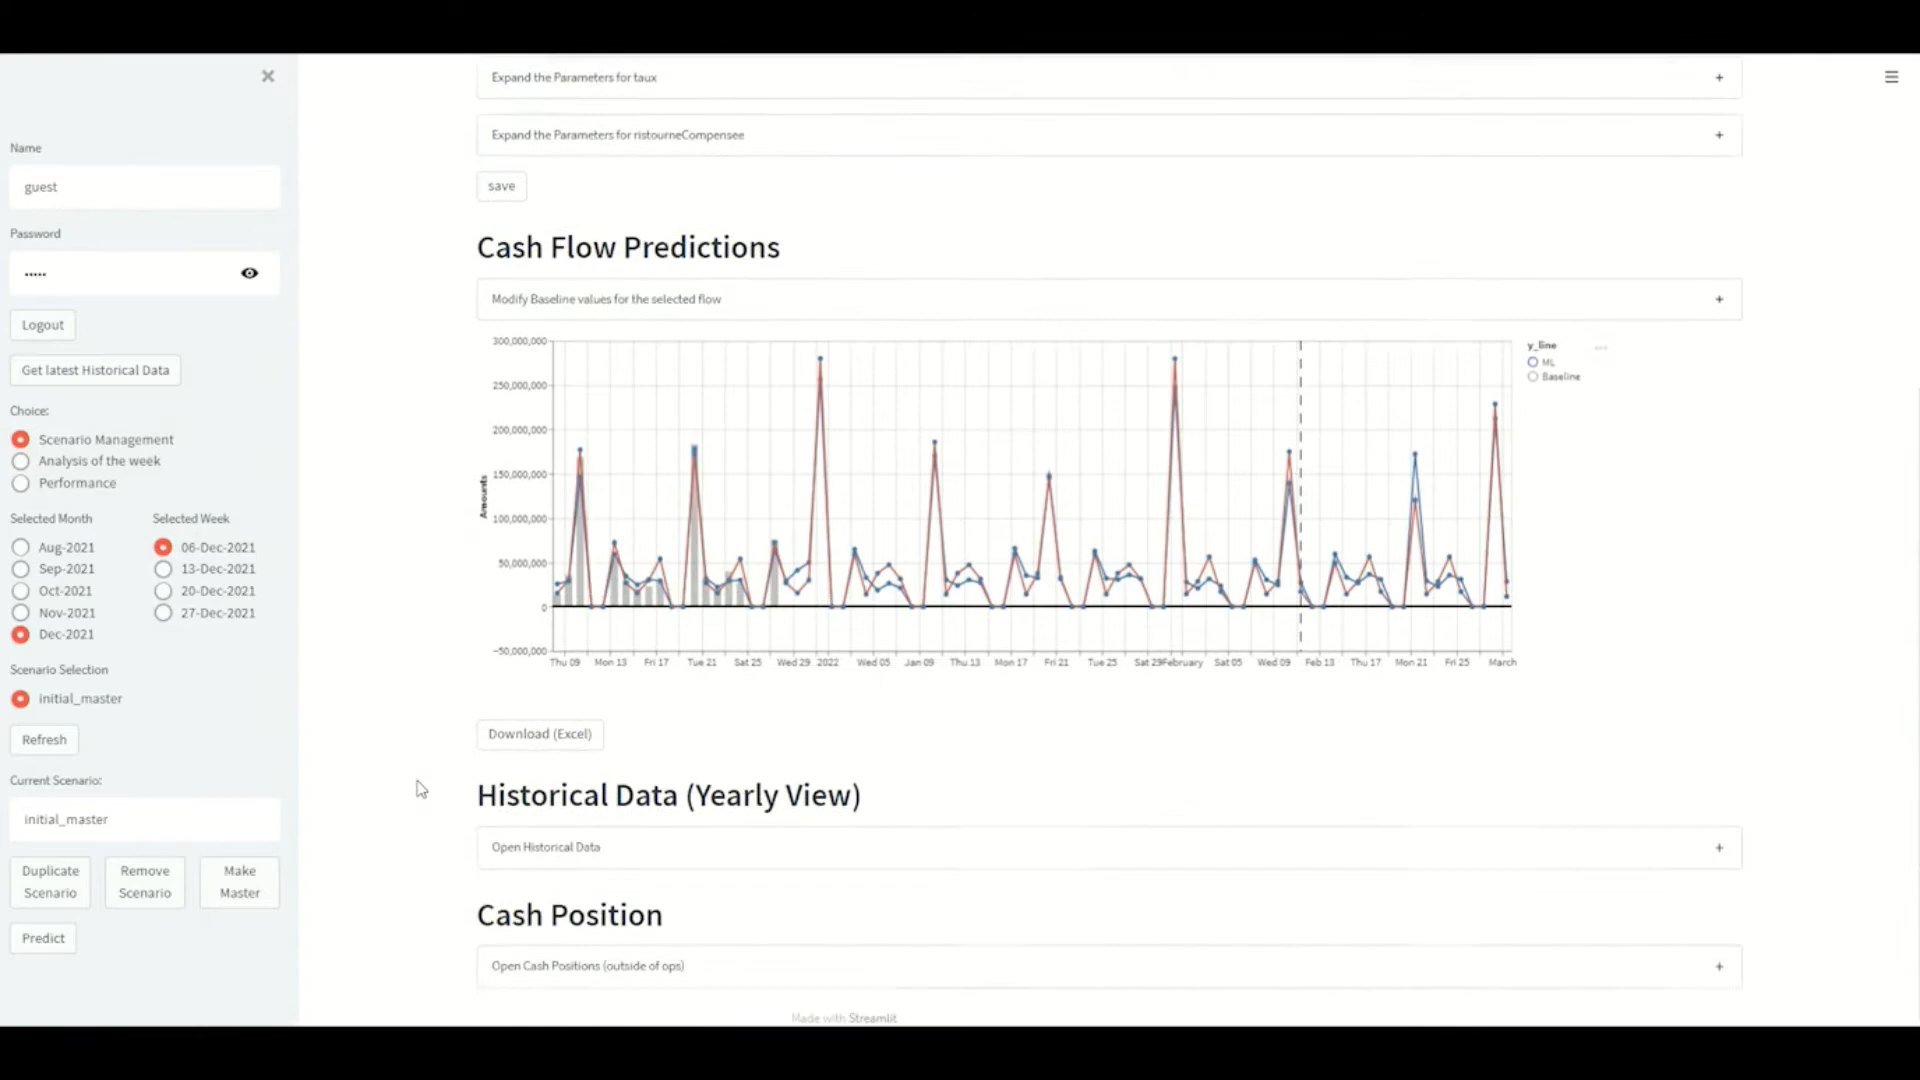 Name
guest
Password
•••••
Logout
Get latest Historical Data
Choice:
Scenario Management
Analysis of the week
Performance
Selected Month
Selected Week
Aug-2021
Sep-2021
Oct-2021
Nov-2021
Dec-2021
06-Dec-2021
13-Dec-2021
20-Dec-2021
27-Dec-2021
Scenario Selection
initial_master
Refresh
Current Scenario:
initial_master
Duplicate
Scenario
Remove
Scenario
Make
Master
Predict
Expand the Parameters for taux
Expand the Parameters for ristourneCompensee
save
Cash Flow Predictions
Modify Baseline values for the selected flow
300,000,000
250,000,000
200,000,000
150,000,000
100,000,000
50,000,000
0
−50,000,000
Amounts
Thu 09 Mon 13 Fri 17 Tue 21 Sat 25 Wed 29 2022 Wed 05 Jan 09 Thu 13 Mon 17 Fri 21 Tue 25 Sat 29 February Sat 05 Wed 09 Feb 13 Thu 17 Mon 21 Fri 25 March
y_line
ML
Baseline
Download (Excel)
Historical Data (Yearly View)
Open Historical Data
Cash Position
Open Cash Positions (outside of ops)
Made with Streamlit